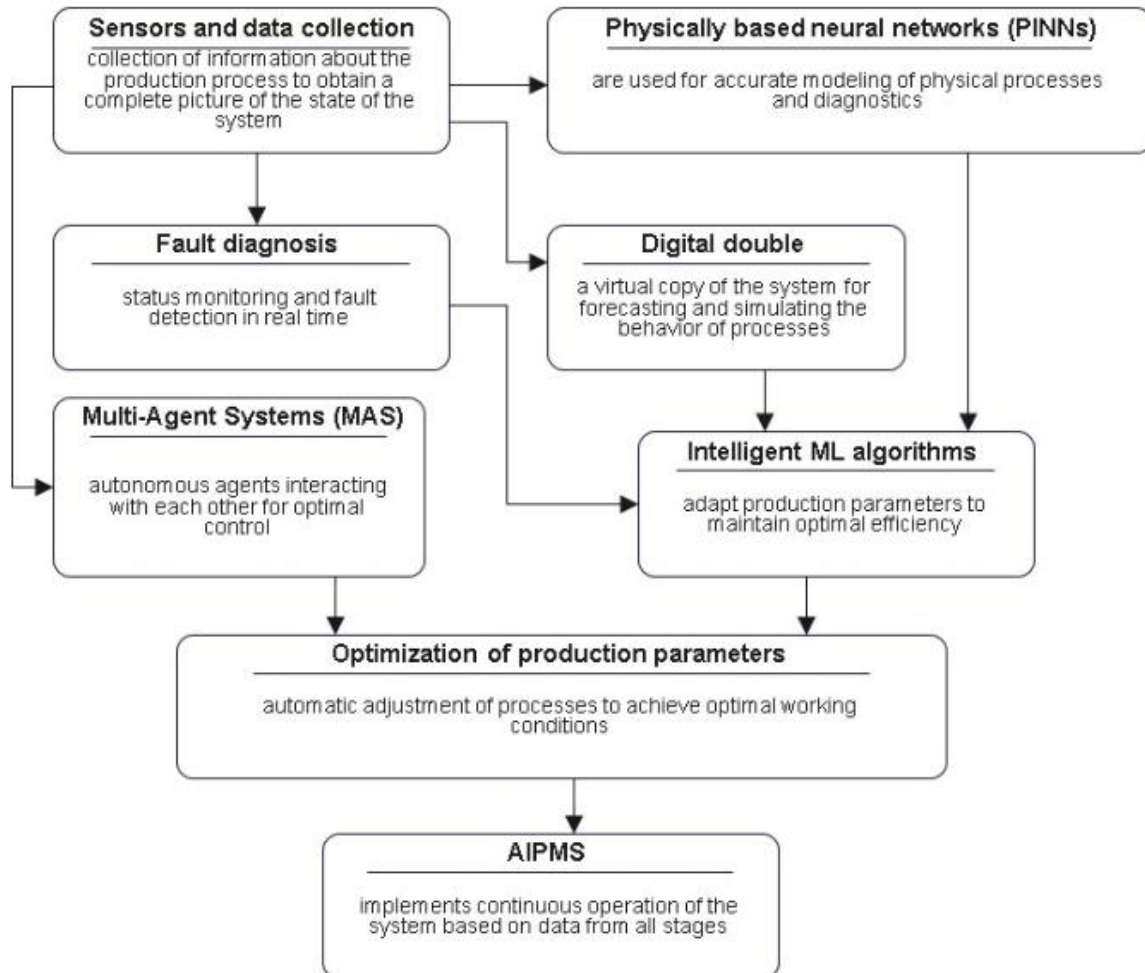 Sensors and data collection
collection of information about the
production process to obtain a
complete picture of the state of the
system
Physically based neural networks (PINNs)
are used for accurate modeling of physical processes
and diagnostics
Fault diagnosis
status monitoring and fault
detection in real time
Digital double
a virtual copy of the system for
forecasting and simulating the
behavior of processes
Multi-Agent Systems (MAS)
autonomous agents interacting
with each other for optimal
control
Intelligent ML algorithms
adapt production parameters to
maintain optimal efficiency
Optimization of production parameters
automatic adjustment of processes to achieve optimal working
conditions
AIPMS
implements continuous operation of the
system based on data from all stages